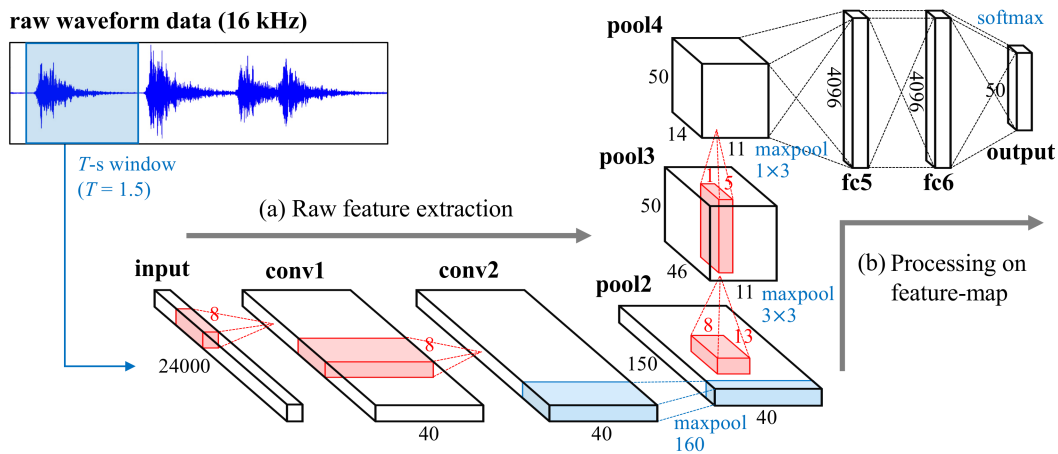 raw waveform data (16 kHz)
T-s window
(T = 1.5)
(a) Raw feature extraction
input
8
24000
conv1
8
40
conv2
40
pool2
8
13
150
40
maxpool
160
pool3
1
5
50
46
11
maxpool
3×3
pool4
50
14
11
maxpool
1×3
4096
fc5
4096
fc6
softmax
50
output
(b) Processing on
feature-map